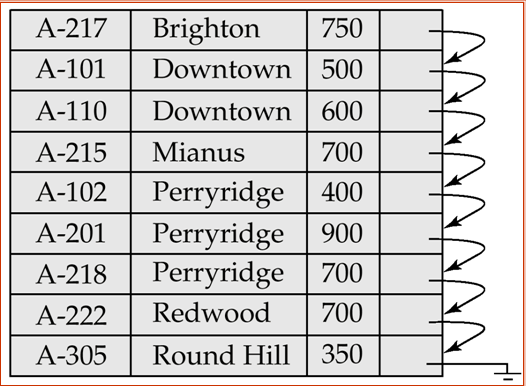 A-217 Brighton 750
A-101 Downtown 500
A-110 Downtown 600
A-215 Mianus 700
A-102 Perryridge 400
A-201 Perryridge 900
A-218 Perryridge 700
A-222 Redwood 700
A-305 Round Hill 350